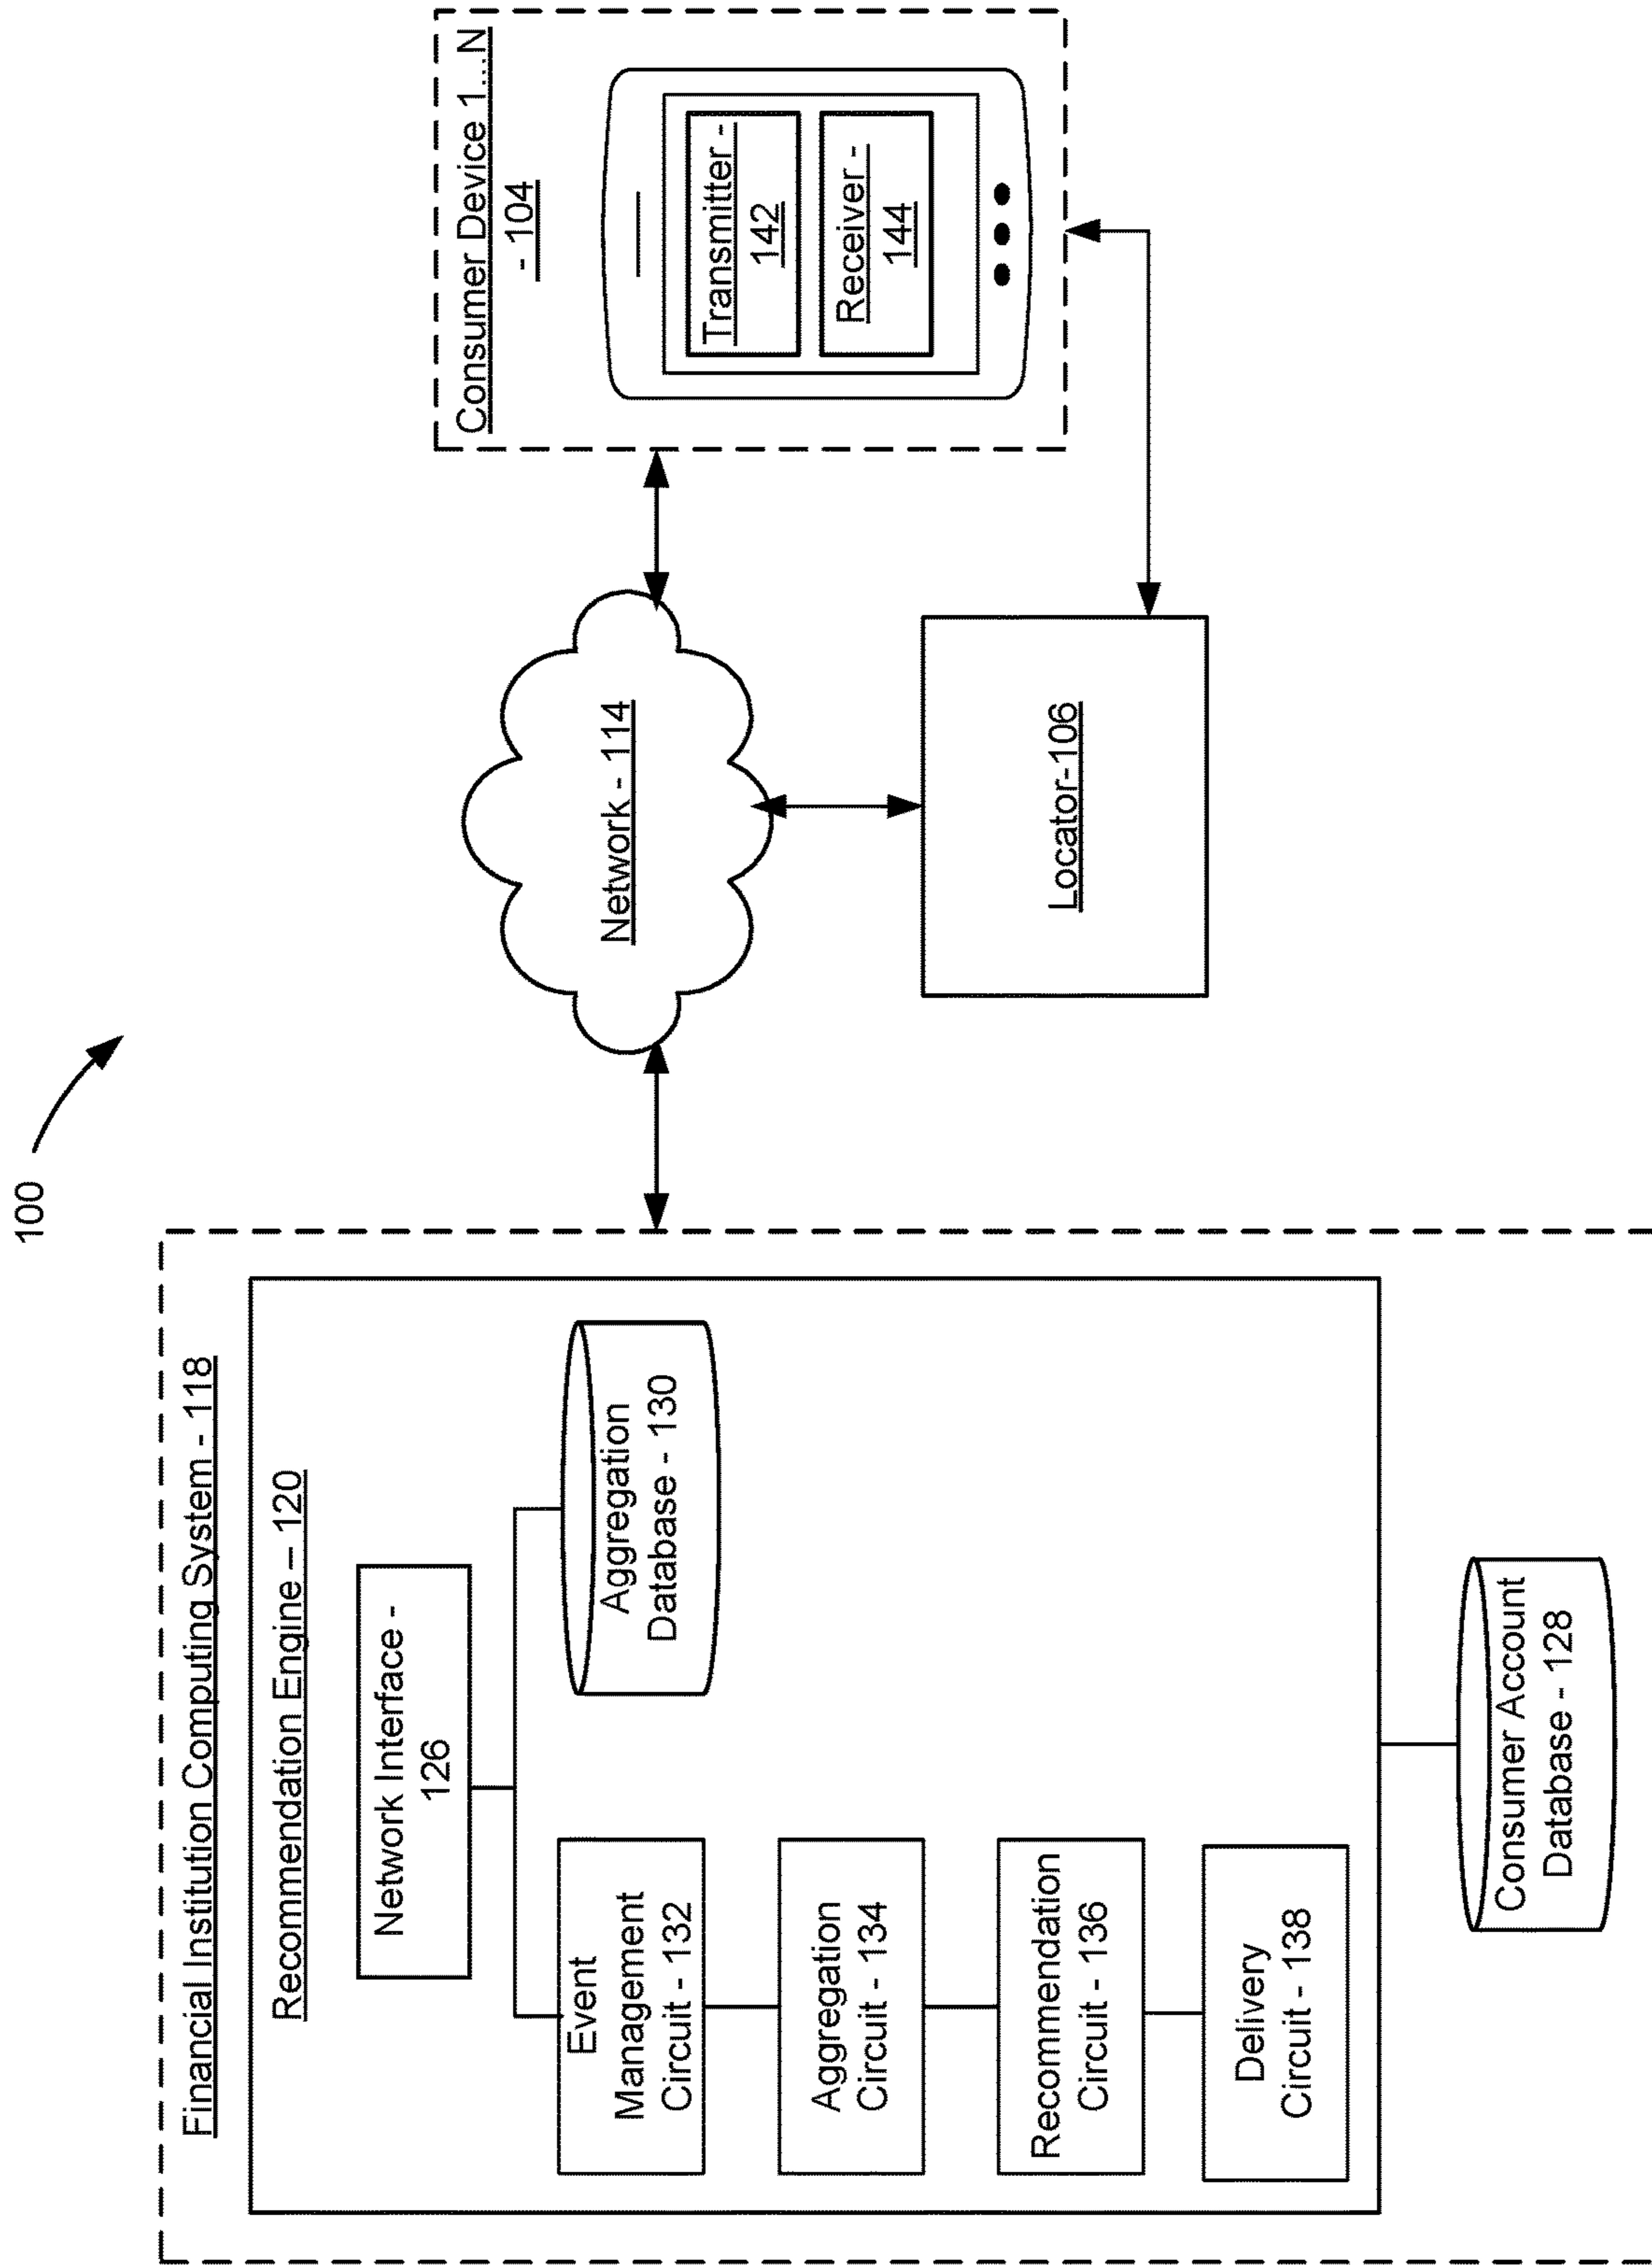 100
Financial Institution Computing System - 118
Recommendation Engine – 120
Network Interface -
126
Event
Management
Circuit - 132
Aggregation
Database - 130
Aggregation
Circuit - 134
Recommendation
Circuit - 136
Delivery
Circuit - 138
Consumer Account
Database - 128
Network - 114
Locator-106
Consumer Device 1...N
- 104
Transmitter -
142
Receiver -
144